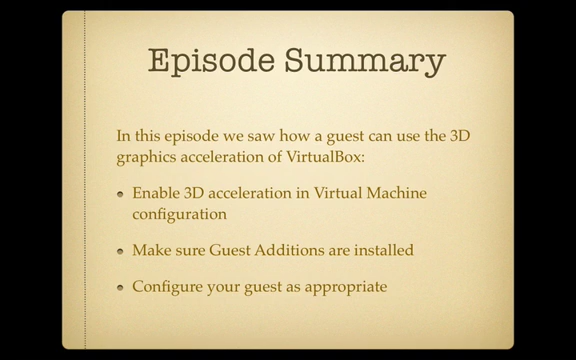 Episode Summary
In this episode we saw how a guest can use the 3D
graphics acceleration of VirtualBox:
Enable 3D acceleration in Virtual Machine
configuration
Make sure Guest Additions are installed
Configure your guest as appropriate